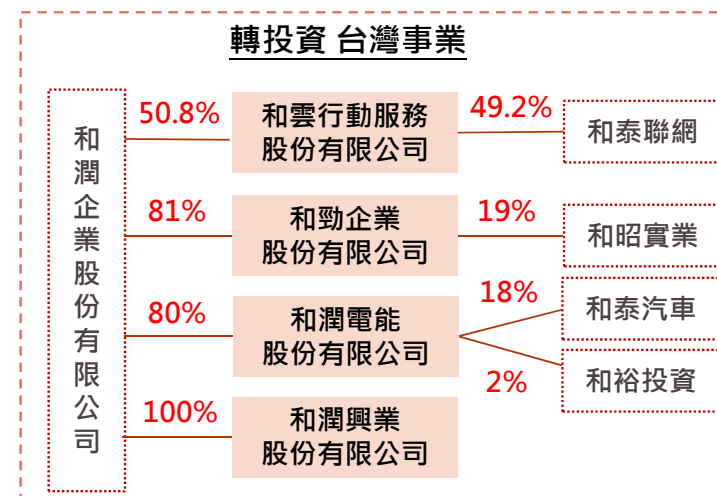 轉投資 台灣事業
和潤企業股份有限公司
50.8%
和雲行動服務
股份有限公司
49.2%
和泰聯網
81%
和勁企業
股份有限公司
19%
和昭實業
80%
和潤電能
股份有限公司
18%
和泰汽車
2%
和裕投資
100%
和潤興業
股份有限公司